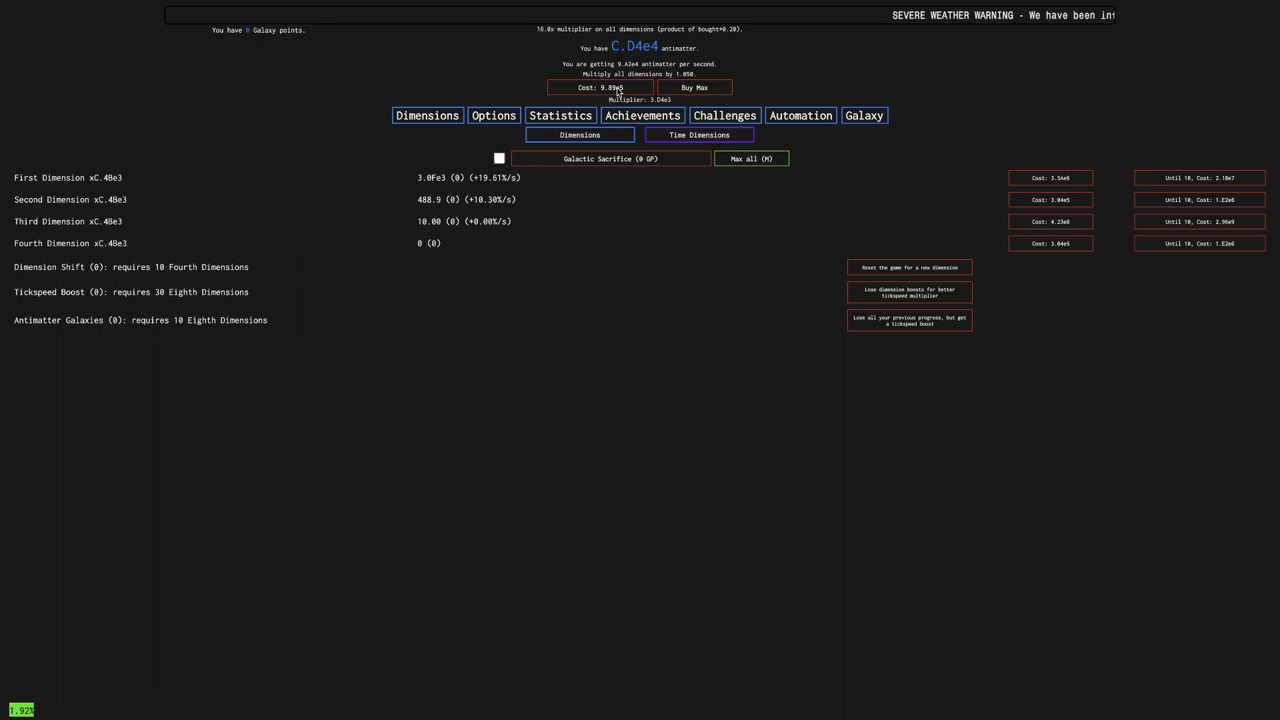 SEVERE WEATHER WARNING - We have been in
You have 0 Galaxy points.
16.0x multiplier on all dimensions (product of bought+0.20).
You have C.D4e4 antimatter.
You are getting 9.A2e4 antimatter per second.
Multiply all dimensions by 1.050.
Cost: 9.89e5 Buy Max
Multiplier: 3.D4e3
Dimensions Options Statistics Achievements Challenges Automation Galaxy
Dimensions Time Dimensions
Galactic Sacrifice (0 GP) Max all (M)
First Dimension xC.4Be3 3.0Fe3 (0) (+19.61%/s) Cost: 3.5Ae6 Until 10, Cost: 2.18e7
Second Dimension xC.4Be3 488.9 (0) (+10.30%/s) Cost: 3.04e5 Until 10, Cost: 1.E2e6
Third Dimension xC.4Be3 10.00 (0) (+0.00%/s) Cost: 4.23e8 Until 10, Cost: 2.96e9
Fourth Dimension xC.4Be3 0 (0) Cost: 3.04e5 Until 10, Cost: 1.E2e6
Dimension Shift (0): requires 10 Fourth Dimensions Reset the game for a new dimension
Tickspeed Boost (0): requires 30 Eighth Dimensions Lose dimension boosts for better
tickspeed multiplier
Antimatter Galaxies (0): requires 10 Eighth Dimensions Lose all your previous progress, but get
a tickspeed boost
1.92%